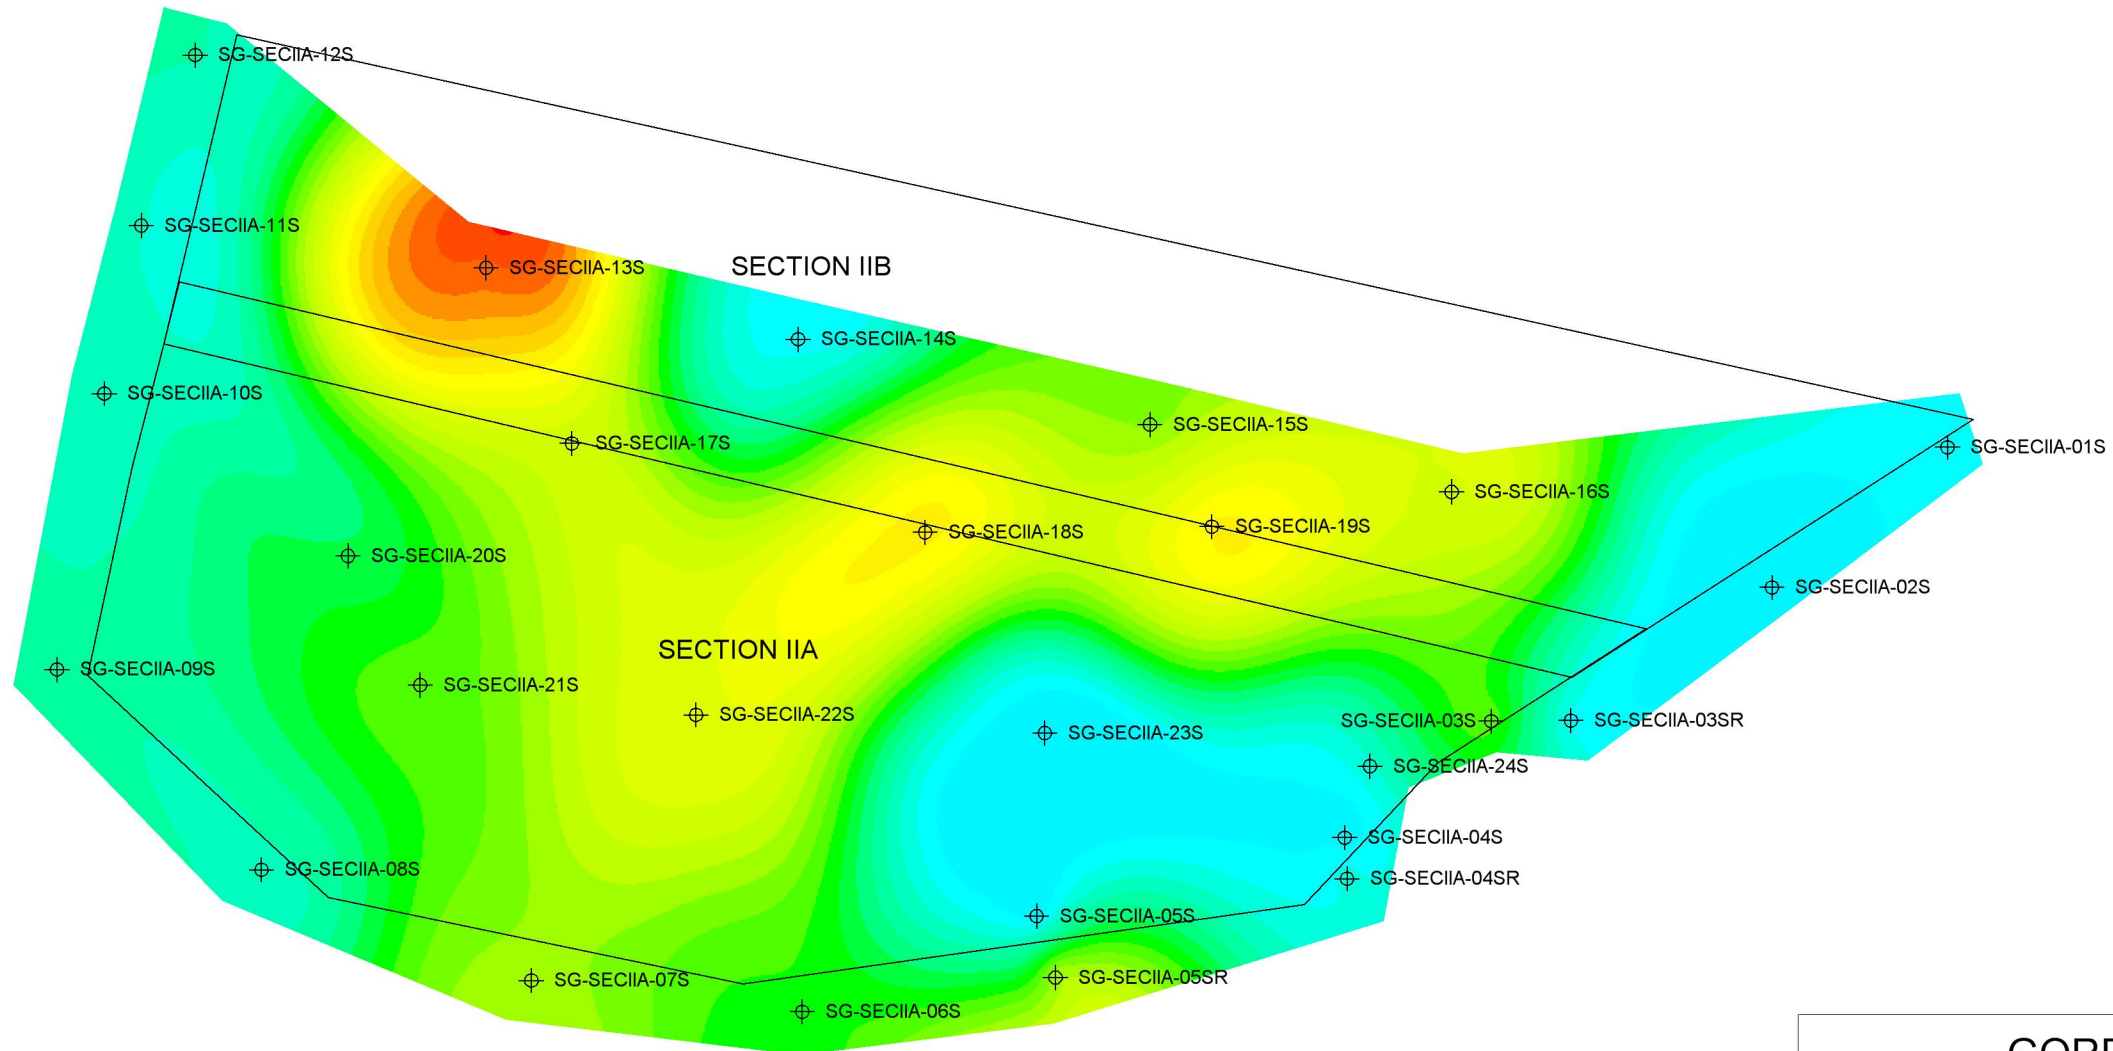 SG-SECIIA-12S
SG-SECIIA-11S
SG-SECIIA-13S
SECTION IIB
SG-SECIIA-14S
SG-SECIIA-10S
SG-SECIIA-15S
SG-SECIIA-17S
SG-SECIIA-01S
SG-SECIIA-16S
SG-SECIIA-19S
SG-SECIIA-18S
SG-SECIIA-20S
SG-SECIIA-02S
SECTION IIA
SG-SECIIA-09S
SG-SECIIA-21S
SG-SECIIA-22S
SG-SECIIA-03S
SG-SECIIA-03SR
SG-SECIIA-23S
SG-SECIIA-24S
SG-SECIIA-04S
SG-SECIIA-08S
SG-SECIIA-04SR
SG-SECIIA-05S
SG-SECIIA-05SR
SG-SECIIA-07S
SG-SECIIA-06S